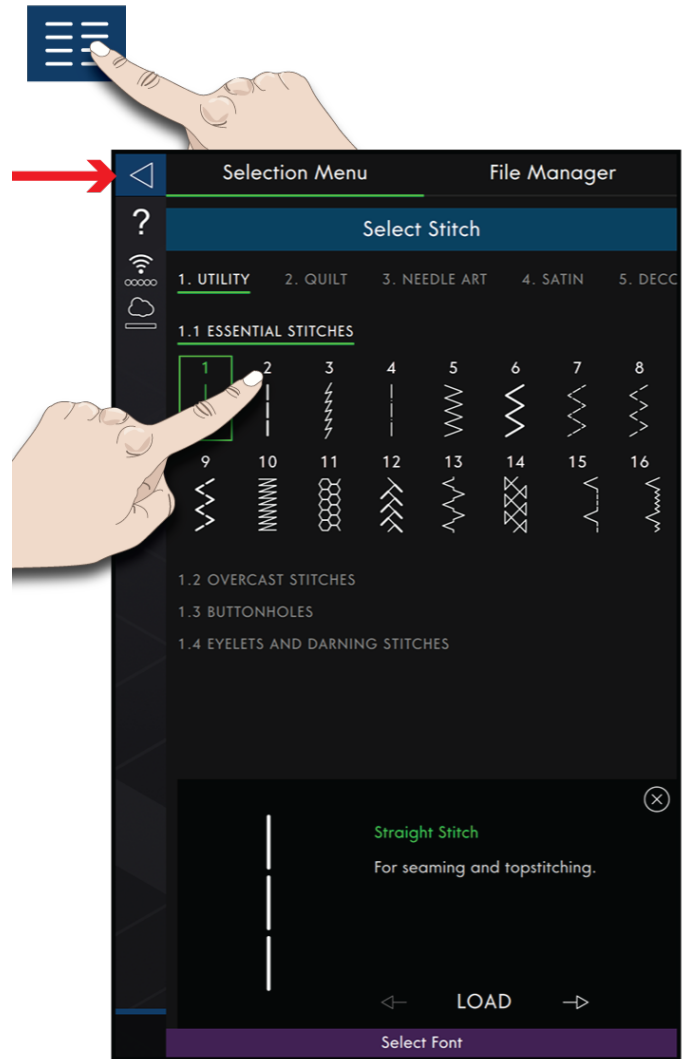 Selection Menu File Manager
?
Select Stitch
1. UTILITY 2. QUILT 3. NEEDLE ART 4. SATIN 5. DECC
1.1 ESSENTIAL STITCHES
1 2 3 4 5 6 7 8
9 10 11 12 13 14 15 16
1.2 OVERCAST STITCHES
1.3 BUTTONHOLES
1.4 EYELETS AND DARNING STITCHES
Straight Stitch
For seaming and topstitching.
LOAD
Select Font